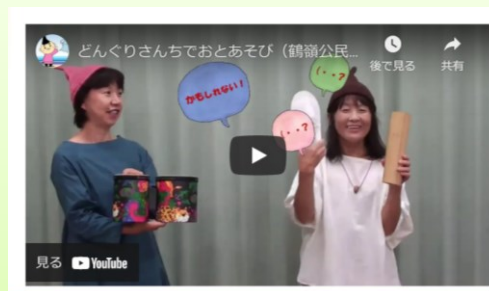 どんぐりさんちでおとあそび（鶴嶺公民...
後で見る
共有
かもしれない！
(・・?
(・・?
見る YouTube